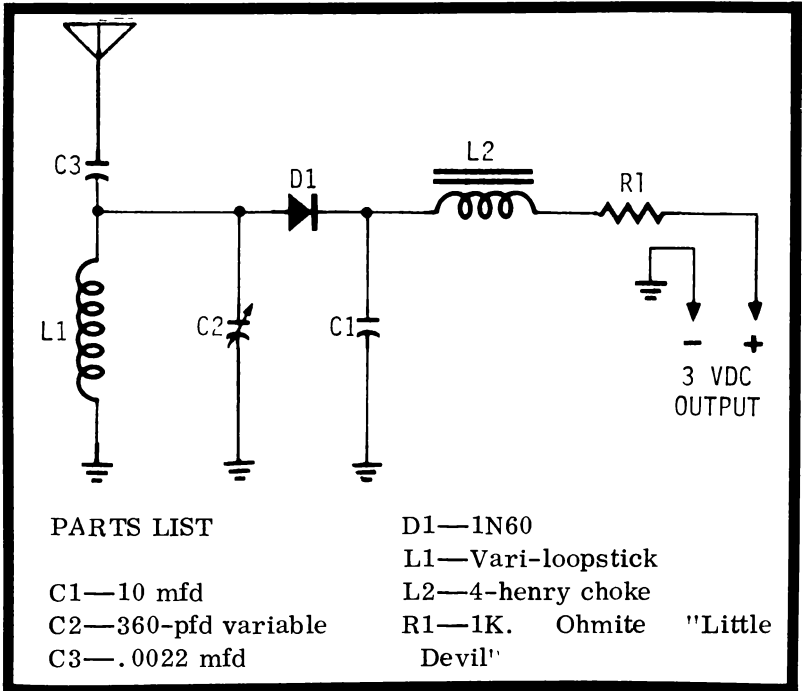 C3
D1
L2
R1
L1
C2
C1
- +
3 VDC
OUTPUT
PARTS LIST
C1—10 mfd
C2—360-pfd variable
C3—.0022 mfd
D1—1N60
L1—Vari-loopstick
L2—4-henry choke
R1—1K. Ohmite "Little
Devil"